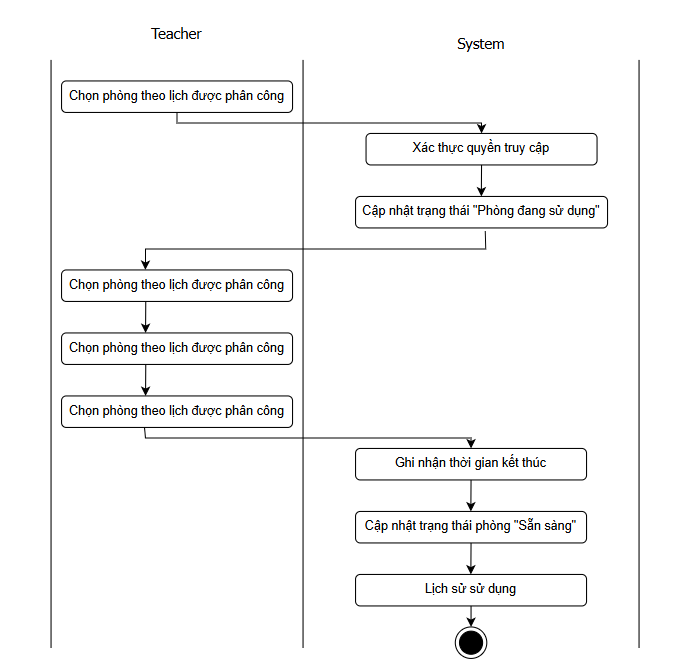 Teacher
System
Chọn phòng theo lịch được phân công
Xác thực quyền truy cập
Cập nhật trạng thái "Phòng đang sử dụng"
Chọn phòng theo lịch được phân công
Chọn phòng theo lịch được phân công
Chọn phòng theo lịch được phân công
Ghi nhận thời gian kết thúc
Cập nhật trạng thái phòng "Sẵn sàng"
Lịch sử sử dụng